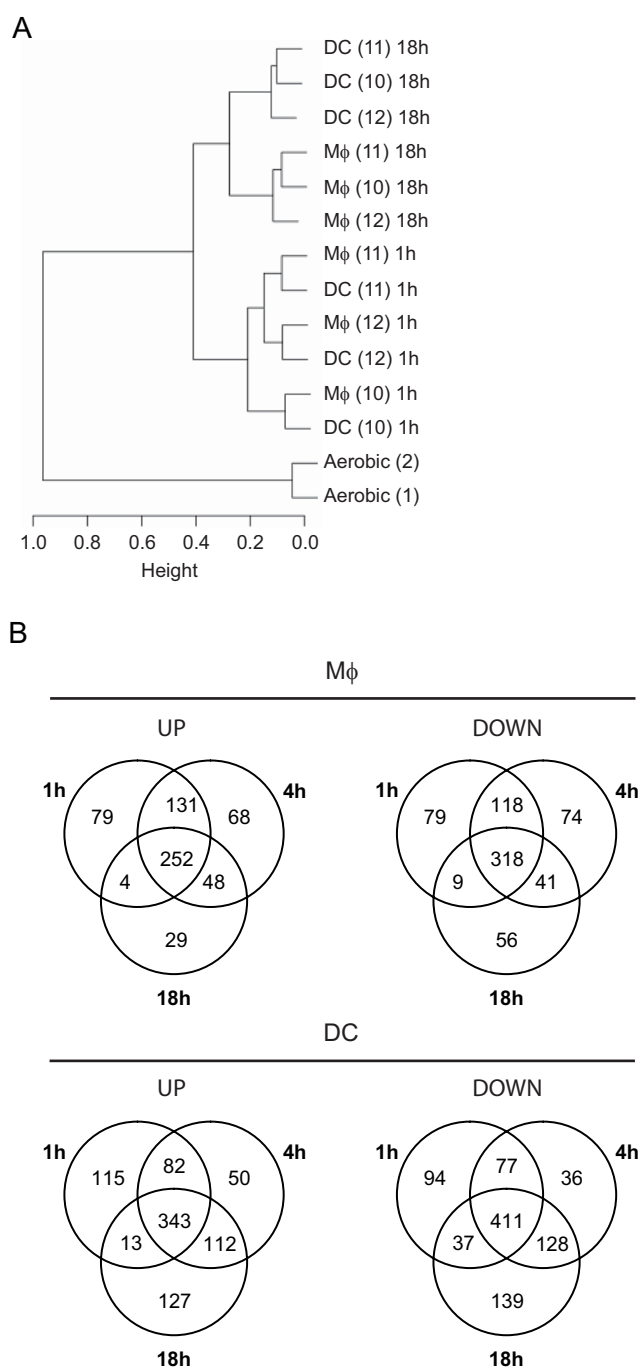 A
DC (11) 18h
DC (10) 18h
DC (12) 18h
Mϕ (11) 18h
Mϕ (10) 18h
Mϕ (12) 18h
Mϕ (11) 1h
DC (11) 1h
Mϕ (12) 1h
DC (12) 1h
Mϕ (10) 1h
DC (10) 1h
Aerobic (2)
Aerobic (1)
1.0 0.8 0.6 0.4 0.2 0.0
Height
B
Mϕ
UP DOWN
1h 79 131 68 4h 1h 79 118 74 4h
252 318
4 48 9 41
29 56
18h 18h
DC
UP DOWN
1h 115 82 50 4h 1h 94 77 36 4h
343 411
13 112 37 128
127 139
18h 18h